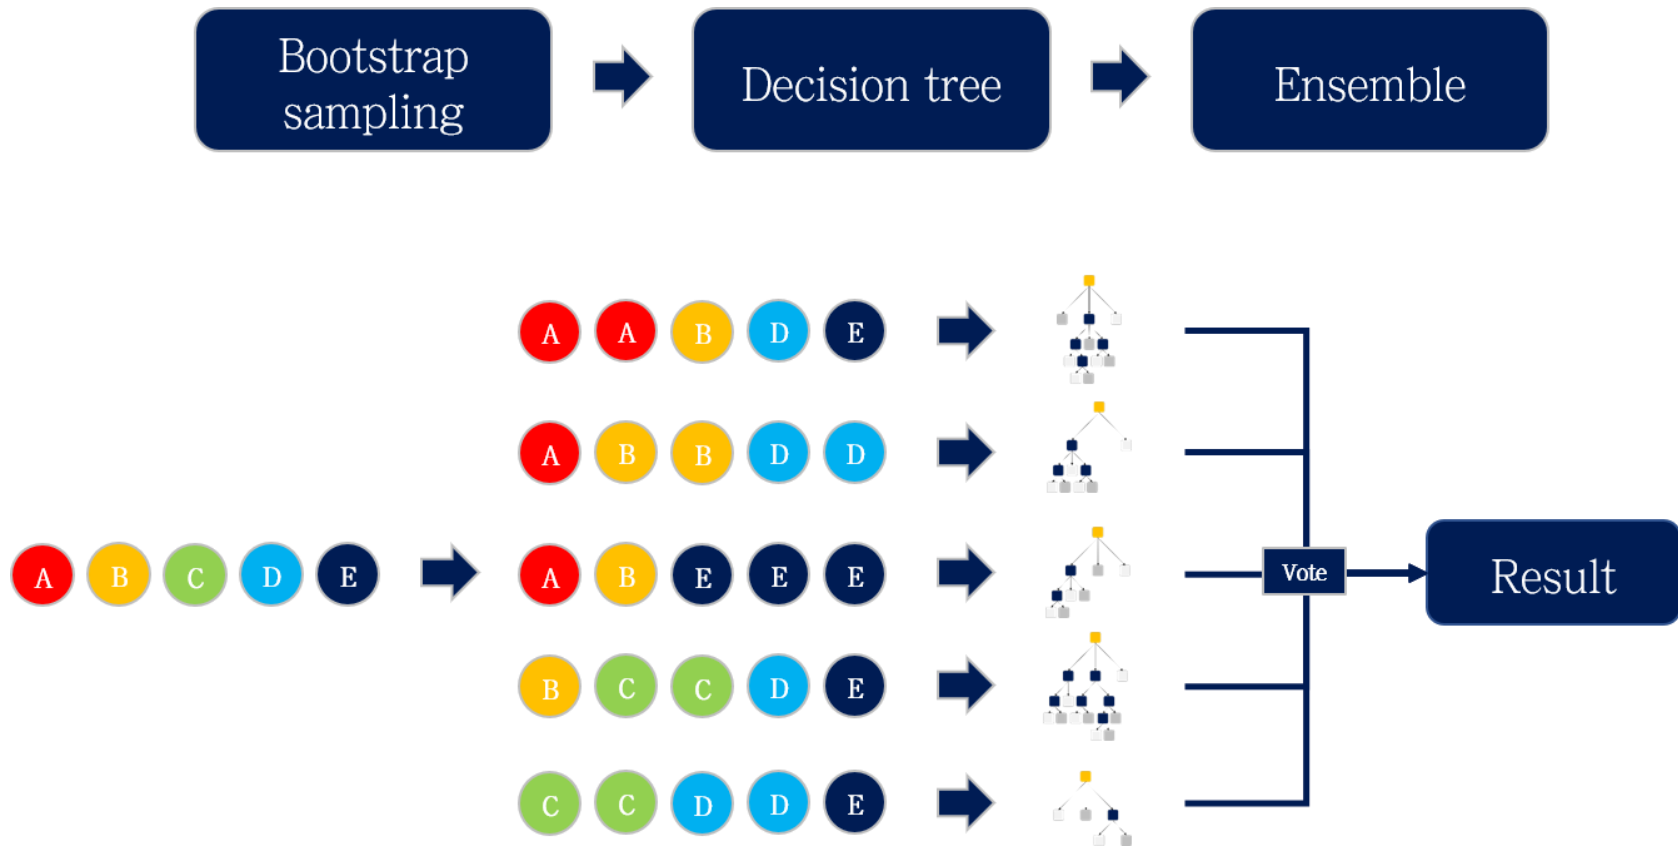 Bootstrap
sampling
Decision tree
Ensemble
A A B D E
A B B D D
A B C D E
A B E E E
Vote
Result
B C C D E
C C D D E